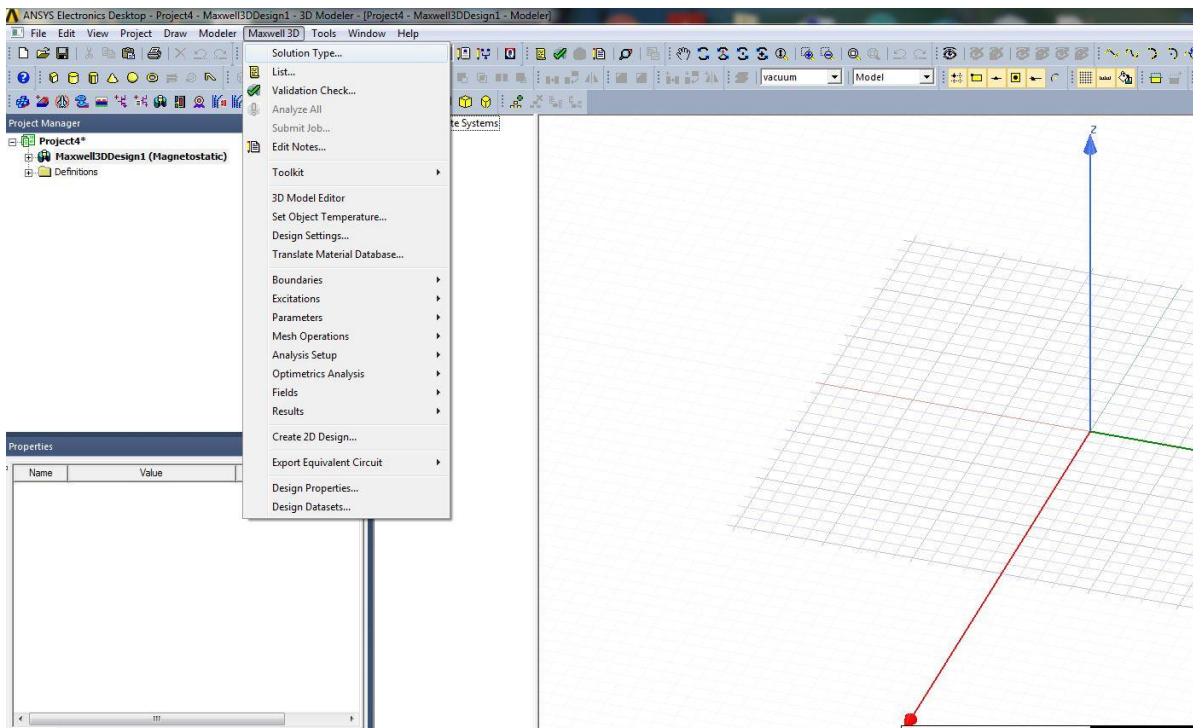 ANSYS Electronics Desktop - Project4 - Maxwell3DDesign1 - 3D Modeler - [Project4 - Maxwell3DDesign1 - Modeler]
File Edit View Project Draw Modeler Maxwell 3D Tools Window Help
vacuum Model
Project Manager
Project4*
Maxwell3DDesign1 (Magnetostatic)
Definitions
Solution Type...
List...
Validation Check...
Analyze All
Submit Job...
Edit Notes...
Toolkit
3D Model Editor
Set Object Temperature...
Design Settings...
Translate Material Database...
Boundaries
Excitations
Parameters
Mesh Operations
Analysis Setup
Optimetrics Analysis
Fields
Results
Create 2D Design...
Export Equivalent Circuit
Design Properties...
Design Datasets...
te Systems
Z
Properties
Name Value